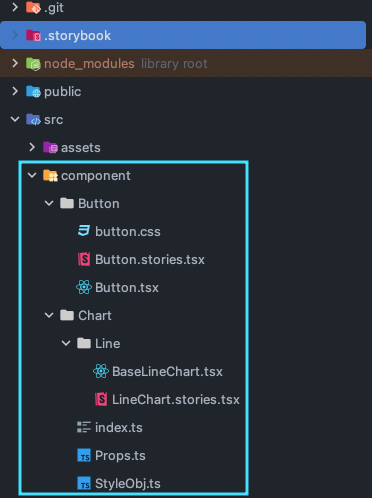 .git
.storybook
node_modules library root
public
src
assets
component
Button
button.css
Button.stories.tsx
Button.tsx
Chart
Line
BaseLineChart.tsx
LineChart.stories.tsx
index.ts
Props.ts
StyleObj.ts